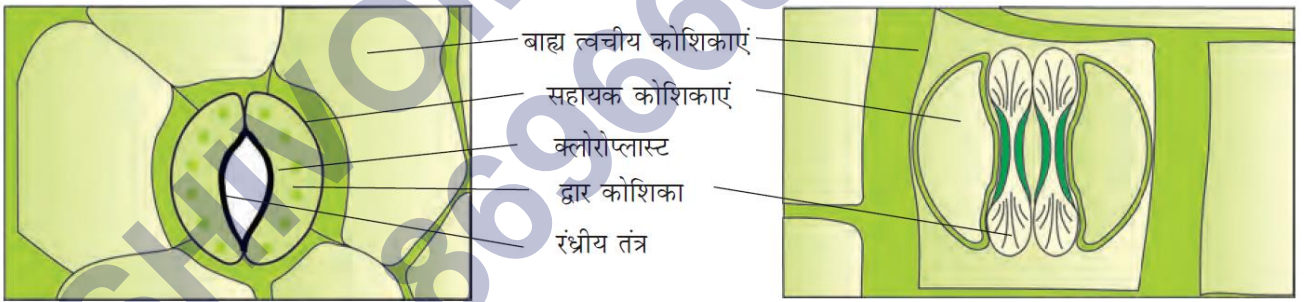 बाह्य त्वचीय कोशिकाएं
सहायक कोशिकाएं
क्लोरोप्लास्ट
द्वार कोशिका
रंध्रीय तंत्र